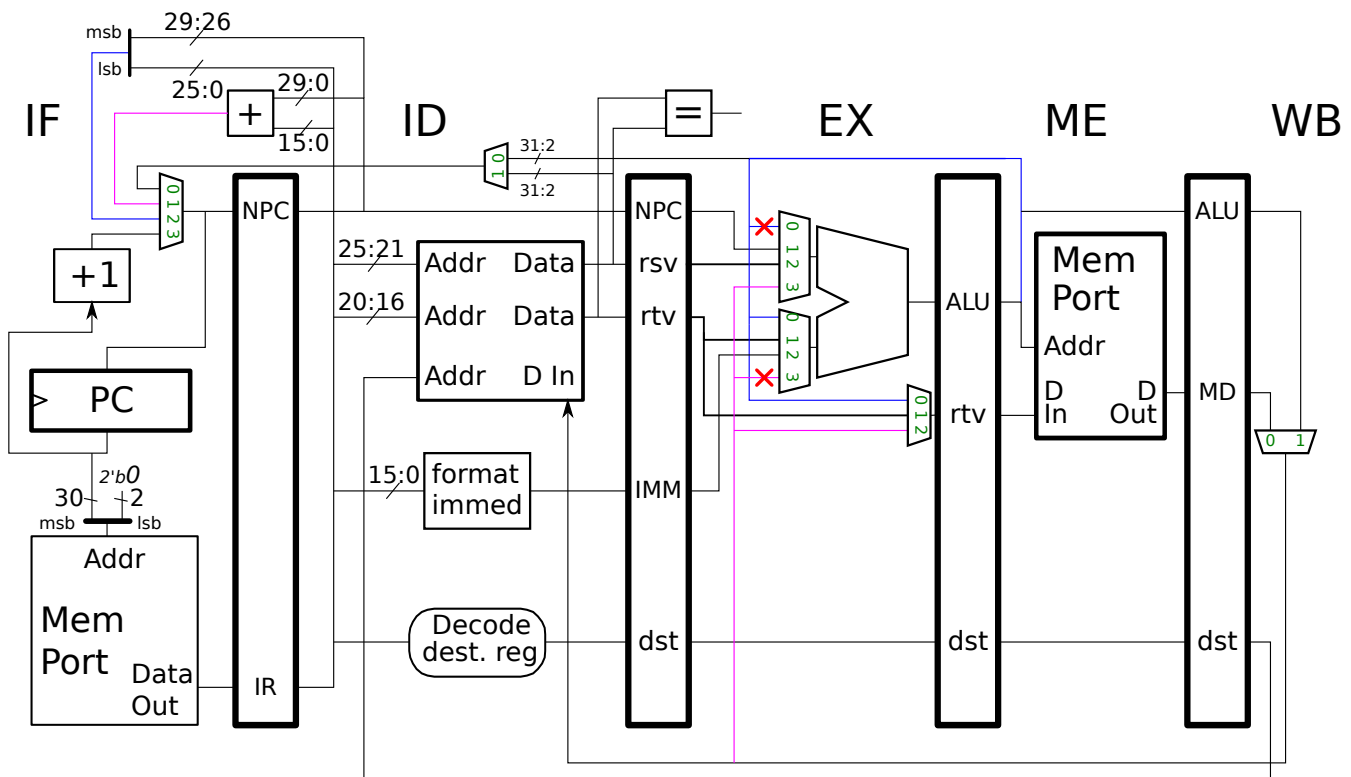 29:26
msb
lsb
25:0
29:0
15:0
+
=
IF
ID
EX
ME
WB
31:2
31:2
0 1
0 1 2 3
+1
PC
2'b0
30
2
msb
lsb
Addr
Mem
Port
Data
Out
NPC
IR
25:21
20:16
Addr
Data
Addr
Data
Addr
D In
15:0
format
immed
Decode
dest. reg
NPC
rsv
rtv
IMM
dst
0 1 2 3
0 1 2 3
0 1 2
ALU
rtv
dst
Mem
Port
Addr
D
In
D
Out
ALU
MD
dst
0 1